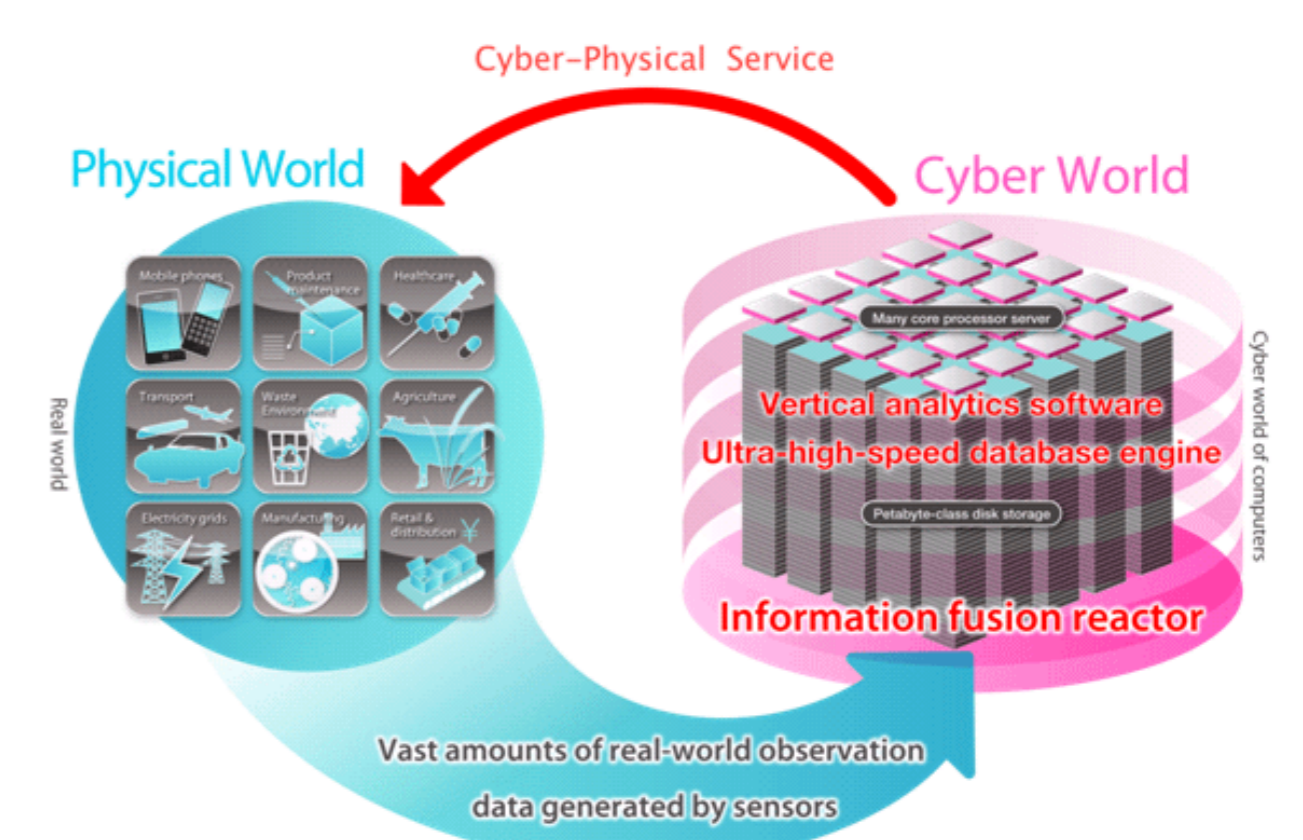 Cyber-Physical Service
Physical World
Cyber World
Mobile phones
Product
maintenance
Healthcare
Transport
Waste
Environment
Agriculture
Electricity grids
Manufacturing
Retail &
distribution
¥
Real world
Many core processor server
Vertical analytics software
Ultra-high-speed database engine
Petabyte-class disk storage
Information fusion reactor
Cyber world of computers
Vast amounts of real-world observation
data generated by sensors